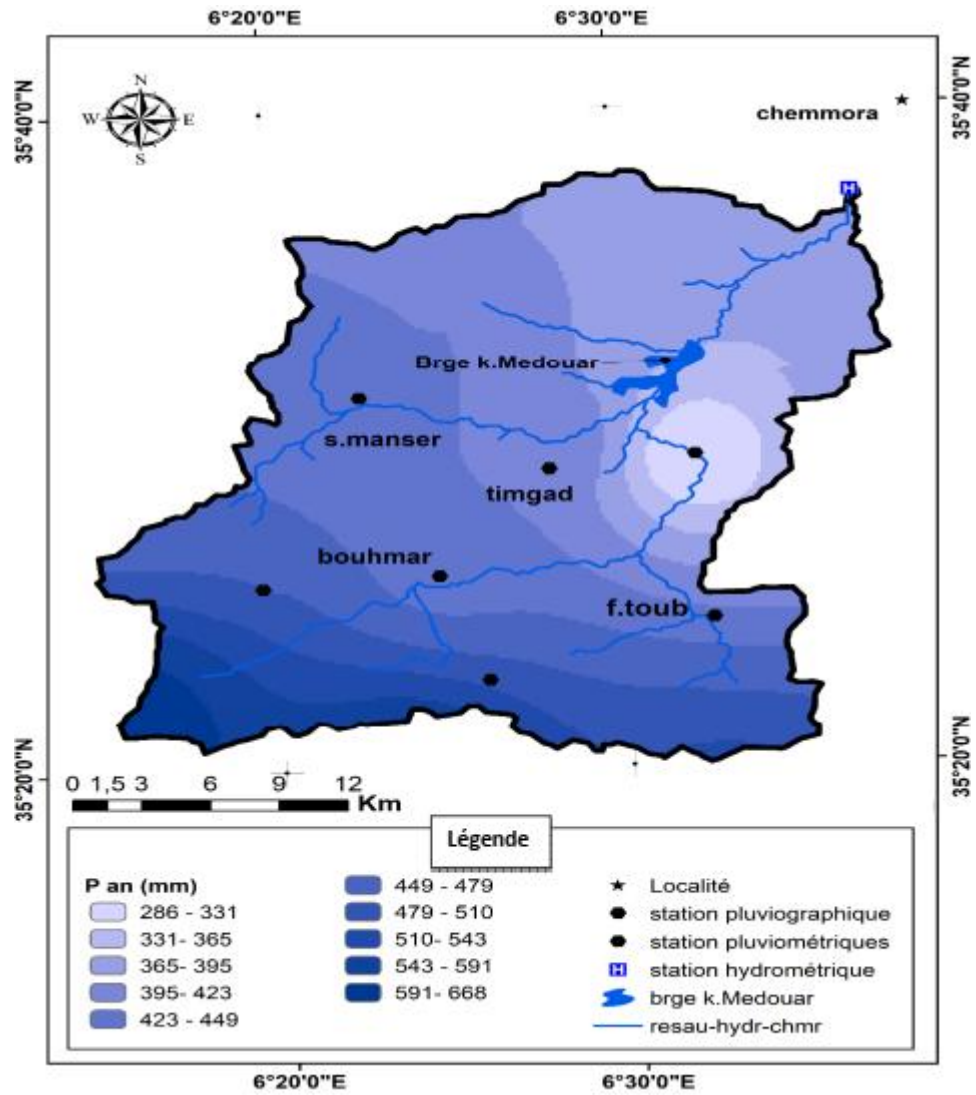 6°20'0"E
6°30'0"E
35°40'0"N
35°40'0"N
N
W
E
S
chemmora
Brge k.Medouar
s.manser
timgad
bouhmar
f.toub
H
35°20'0"N
35°20'0"N
0 1,5 3 6 9 12
Km
Légende
P an (mm)
286 - 331
331- 365
365- 395
395- 423
423 - 449
449 - 479
479 - 510
510- 543
543 - 591
591- 668
Localité
station pluviographique
station pluviométriques
H station hydrométrique
brge k.Medouar
resau-hydr-chmr
6°20'0"E
6°30'0"E